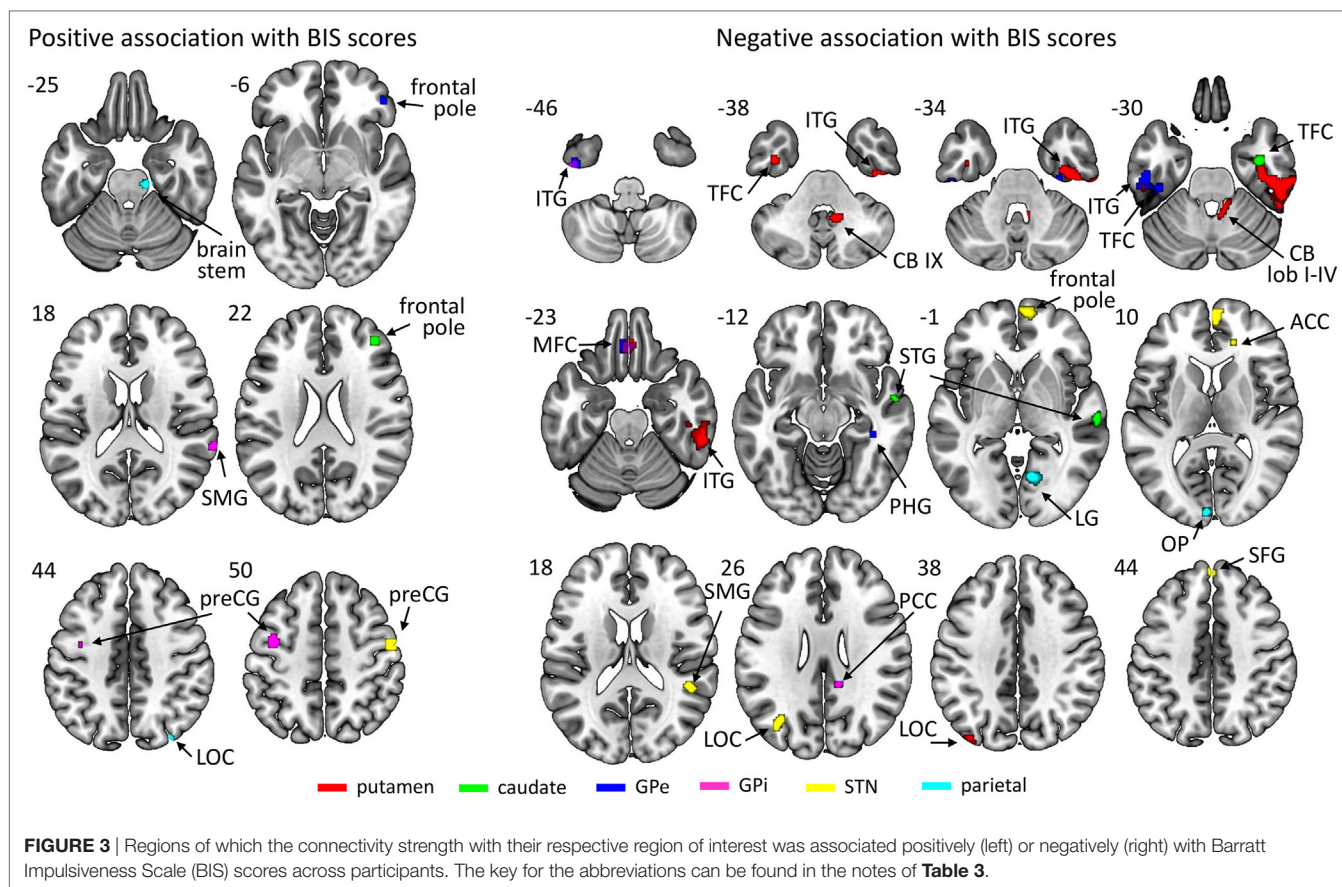 Positive association with BIS scores
Negative association with BIS scores
-25
-6
frontal
pole
brain
stem
-46
ITG
-38
ITG
TFC
CB IX
-34
ITG
-30
TFC
ITG
TFC
CB
lob I-IV
18
SMG
22
frontal
pole
-23
MFC
ITG
-12
STG
PHG
-1
frontal
pole
LG
10
ACC
OP
44
preCG
LOC
50
preCG
18
SMG
26
PCC
LOC
38
LOC
44
SFG
putamen caudate GPe GPi STN parietal
FIGURE 3 | Regions of which the connectivity strength with their respective region of interest was associated positively (left) or negatively (right) with Barratt
Impulsiveness Scale (BIS) scores across participants. The key for the abbreviations can be found in the notes of Table 3.